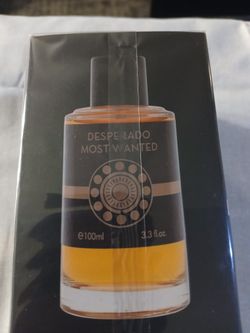 DESPERADO
MOST WANTED
℮100ml 3.3 fl.oz.